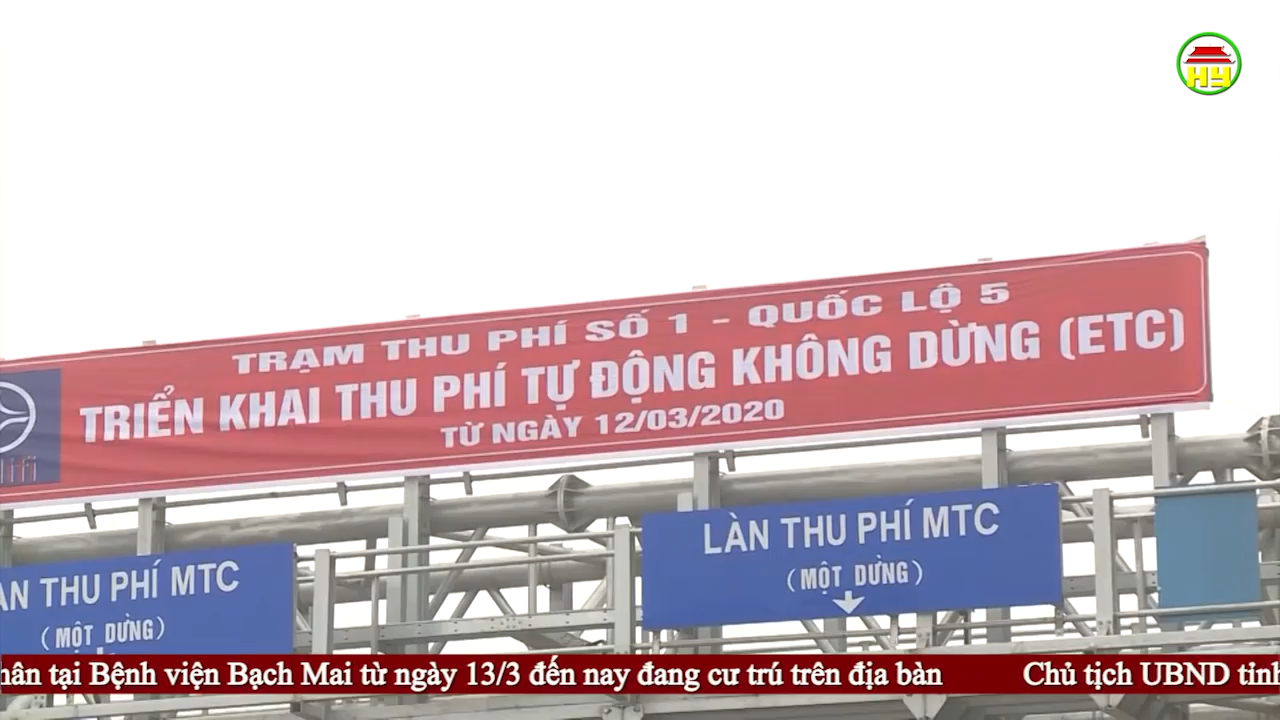 HY
TRẠM THU PHÍ SỐ 1 - QUỐC LỘ 5
TRIỂN KHAI THU PHÍ TỰ ĐỘNG KHÔNG DỪNG (ETC)
TỪ NGÀY 12/03/2020
LÀN THU PHÍ MTC
(MỘT DỪNG)
THU PHÍ MTC
(MỘT DỪNG)
tại Bệnh viện Bạch Mai từ ngày 13/3 đến nay đang cư trú trên địa bàn Chủ tịch UBND tỉnh